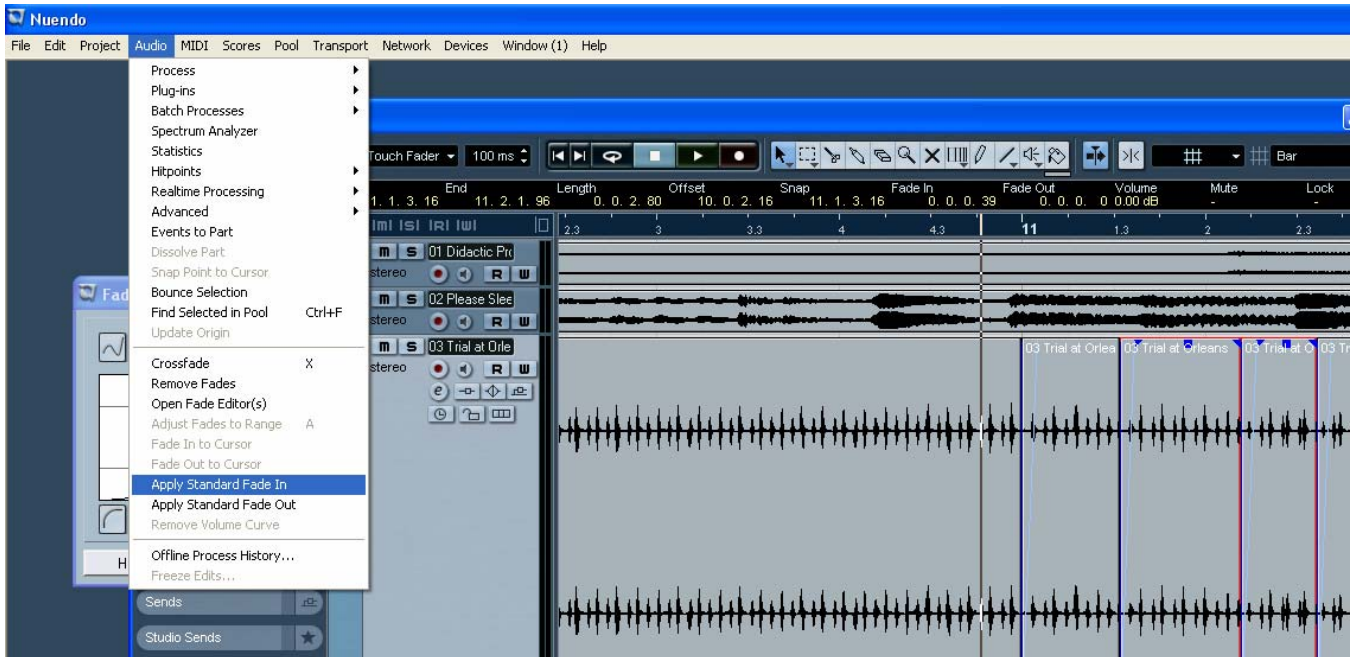 Nuendo
File Edit Project Audio MIDI Scores Pool Transport Network Devices Window (1) Help
Process
Plug-ins
Batch Processes
Spectrum Analyzer
Statistics
Hitpoints
Realtime Processing
Advanced
Events to Part
Dissolve Part
Snap Point to Cursor
Bounce Selection
Find Selected in Pool Ctrl+F
Update Origin
Crossfade X
Remove Fades
Open Fade Editor(s)
Adjust Fades to Range A
Fade In to Cursor
Fade Out to Cursor
Apply Standard Fade In
Apply Standard Fade Out
Remove Volume Curve
Offline Process History...
Freeze Edits...
Fad
H
Sends
Studio Sends
Touch Fader 100 ms Bar
End Length Offset Snap Fade In Fade Out Volume Mute Lock
1. 1. 3. 16 11. 2. 1. 96 0. 0. 2. 80 10. 0. 2. 16 11. 1. 3. 16 0. 0. 0. 39 0. 0. 0. 0 0.00 dB - -
M S R W 2.3 3 3.3 4 4.3 11 1.3 2 2.3
m S 01 Didactic Pr
stereo R W
m S 02 Please Slee
stereo R W
m S 03 Trial at Orle
stereo R W
e
03 Trial at Orlea 03 Trial at Orleans 03 Trial at O 03 Tr